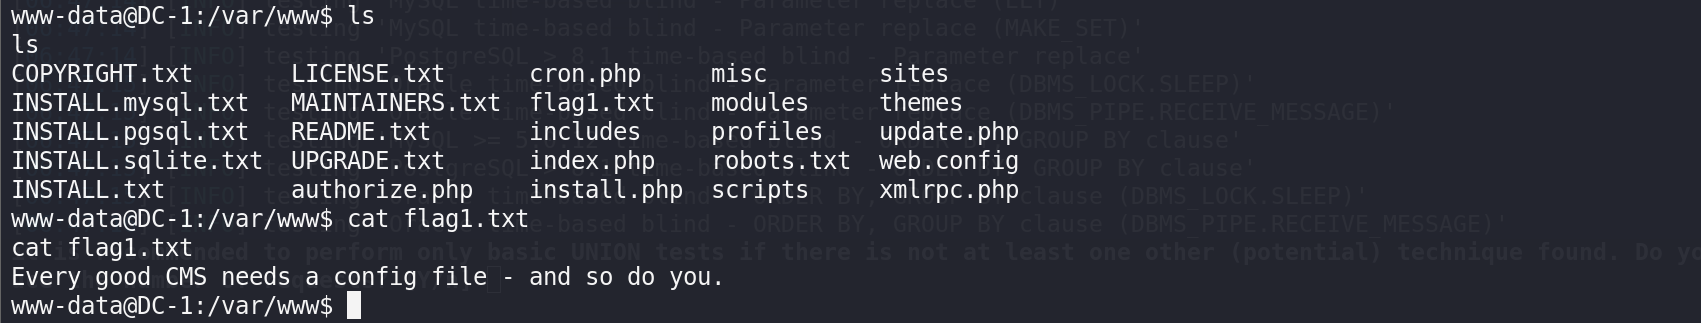 www-data@DC-1:/var/www$ ls
ls
COPYRIGHT.txt LICENSE.txt cron.php misc sites
INSTALL.mysql.txt MAINTAINERS.txt flag1.txt modules themes
INSTALL.pgsql.txt README.txt includes profiles update.php
INSTALL.sqlite.txt UPGRADE.txt index.php robots.txt web.config
INSTALL.txt authorize.php install.php scripts xmlrpc.php
www-data@DC-1:/var/www$ cat flag1.txt
cat flag1.txt
Every good CMS needs a config file - and so do you.
www-data@DC-1:/var/www$